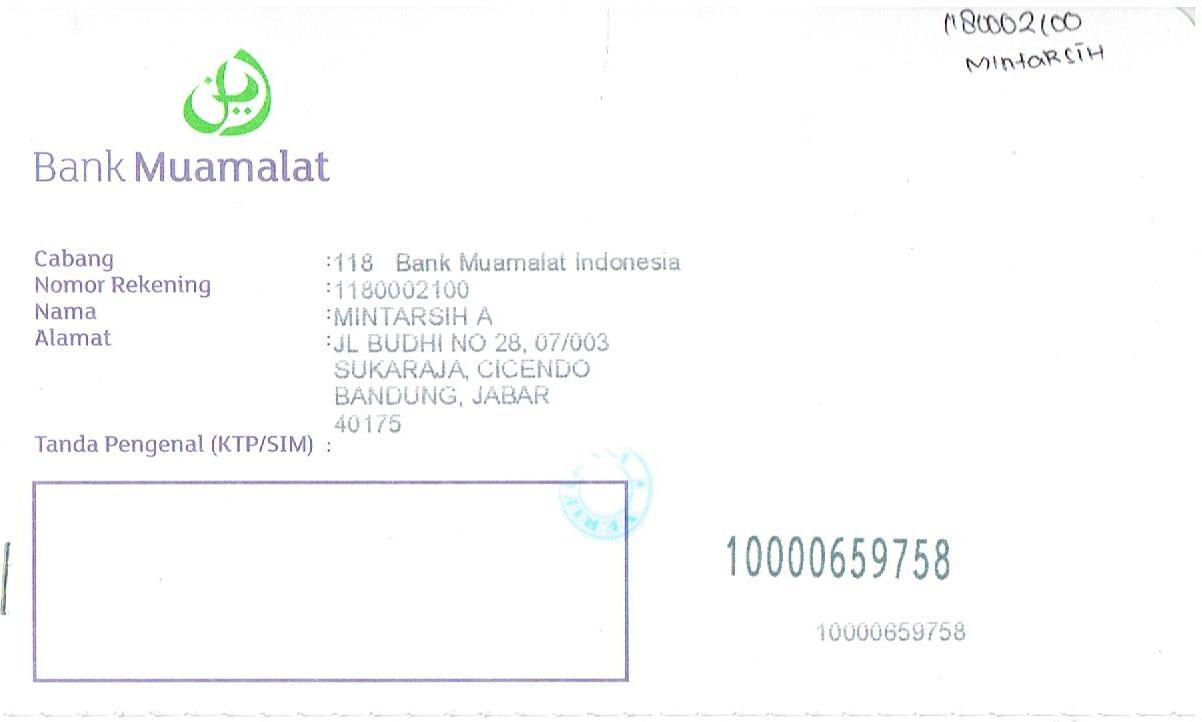 1180002100
MINTARSIH
Bank Muamalat
Cabang :118 Bank Muamalat Indonesia
Nomor Rekening :1180002100
Nama :MINTARSIH A
Alamat :JL BUDHI NO 28, 07/003
SUKARAJA, CICENDO
BANDUNG, JABAR
40175
Tanda Pengenal (KTP/SIM) :
10000659758
10000659758